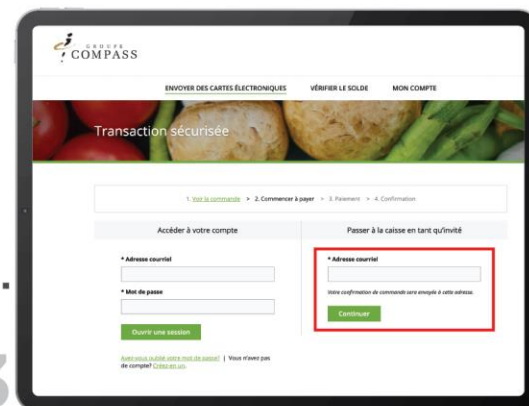 GROUPE
COMPASS
ENVOYER DES CARTES ÉLECTRONIQUES VÉRIFIER LE SOLDE MON COMPTE
Transaction sécurisée
1. Voir la commande > 2. Commencer à payer > 3. Paiement > 4. Confirmation
Accéder à votre compte
* Adresse courriel
* Mot de passe
Ouvrir une session
Avez-vous oublié votre mot de passe? | Vous n'avez pas
de compte? Créez-en un.
Passer à la caisse en tant qu'invité
* Adresse courriel
Votre confirmation de commande sera envoyée à cette adresse.
Continuer